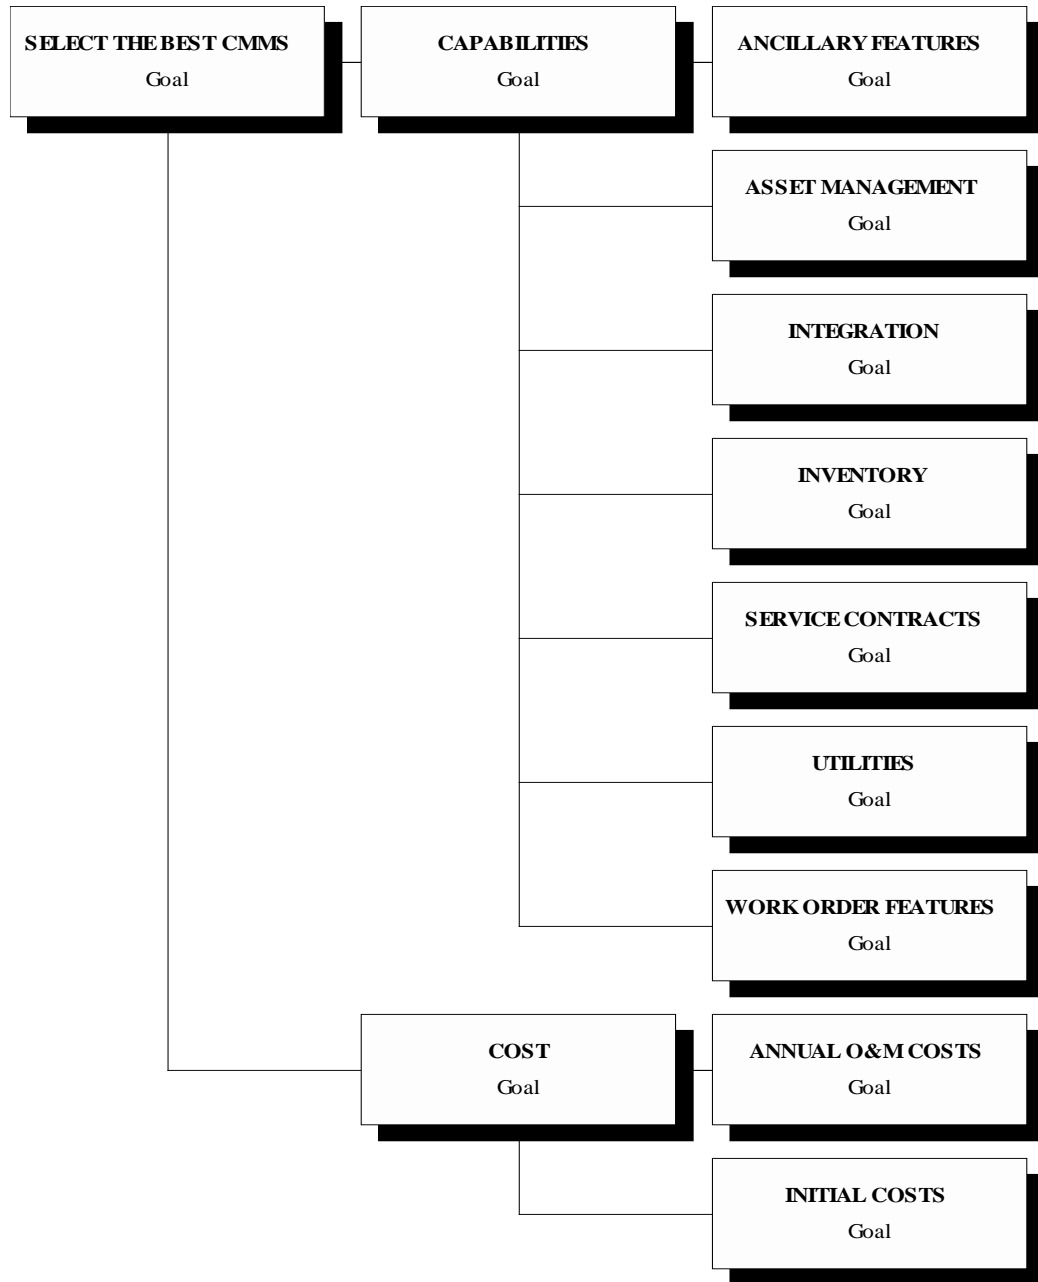 SELECT THE BEST CMMS
Goal
CAPABILITIES
Goal
ANCILLARY FEATURES
Goal
ASSET MANAGEMENT
Goal
INTEGRATION
Goal
INVENTORY
Goal
SERVICE CONTRACTS
Goal
UTILITIES
Goal
WORK ORDER FEATURES
Goal
COST
Goal
ANNUAL O&M COSTS
Goal
INITIAL COSTS
Goal